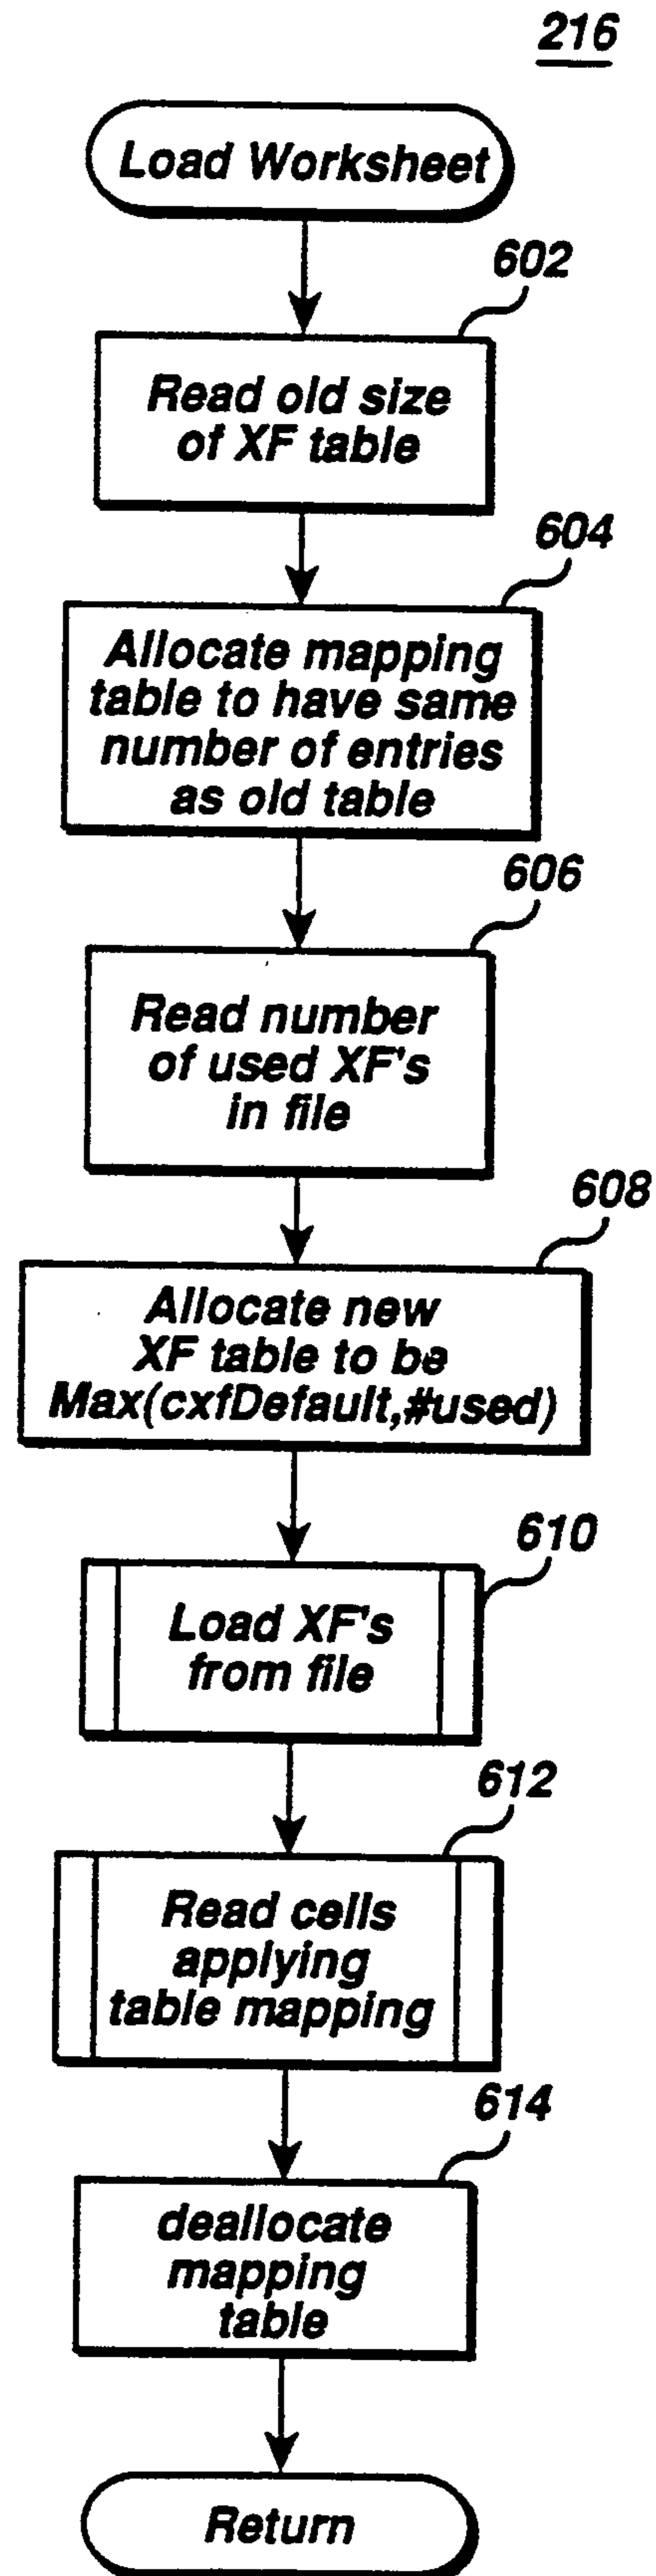 216
Load Worksheet
602
Read old size
of XF table
604
Allocate mapping
table to have same
number of entries
as old table
606
Read number
of used XF's
in file
608
Allocate new
XF table to be
Max(cxfDefault,#used)
610
Load XF's
from file
612
Read cells
applying
table mapping
614
deallocate
mapping
table
Return